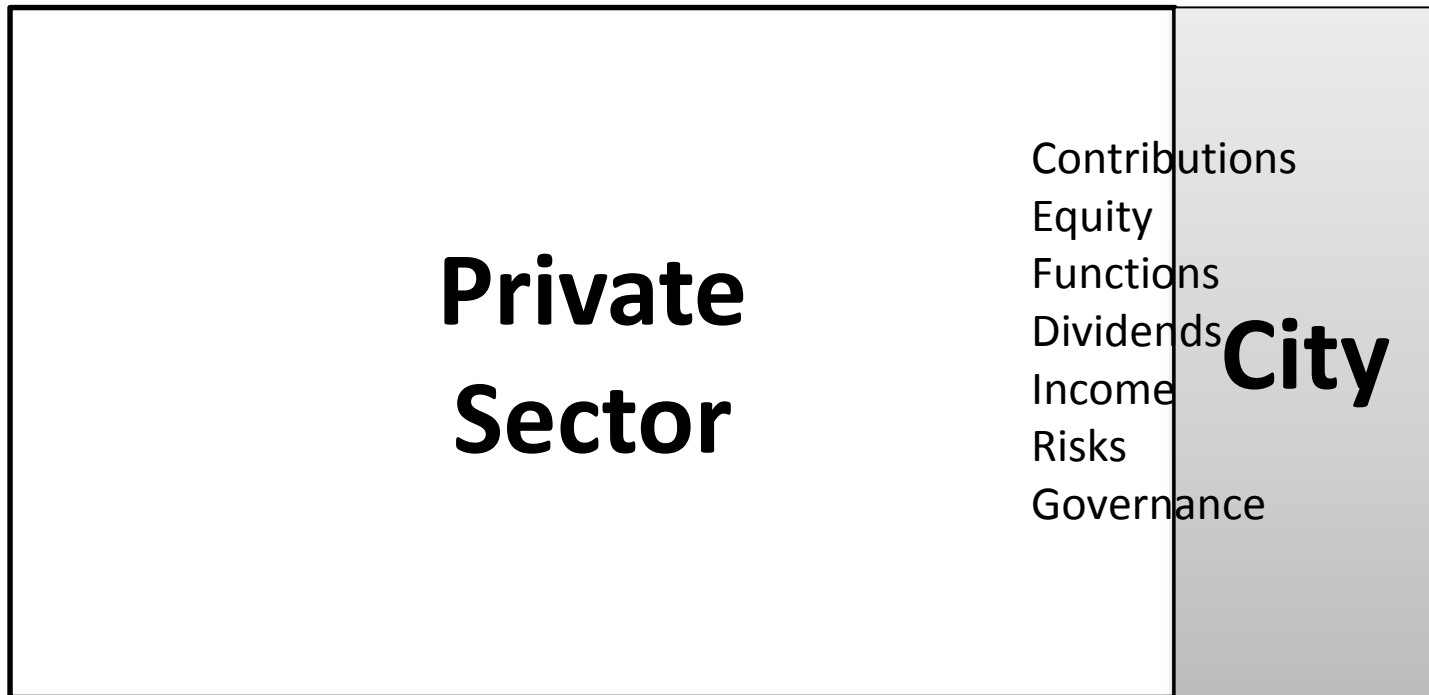 Private
Sector
Contributions
Equity
Functions
Dividends
Income
Risks
Governance
City